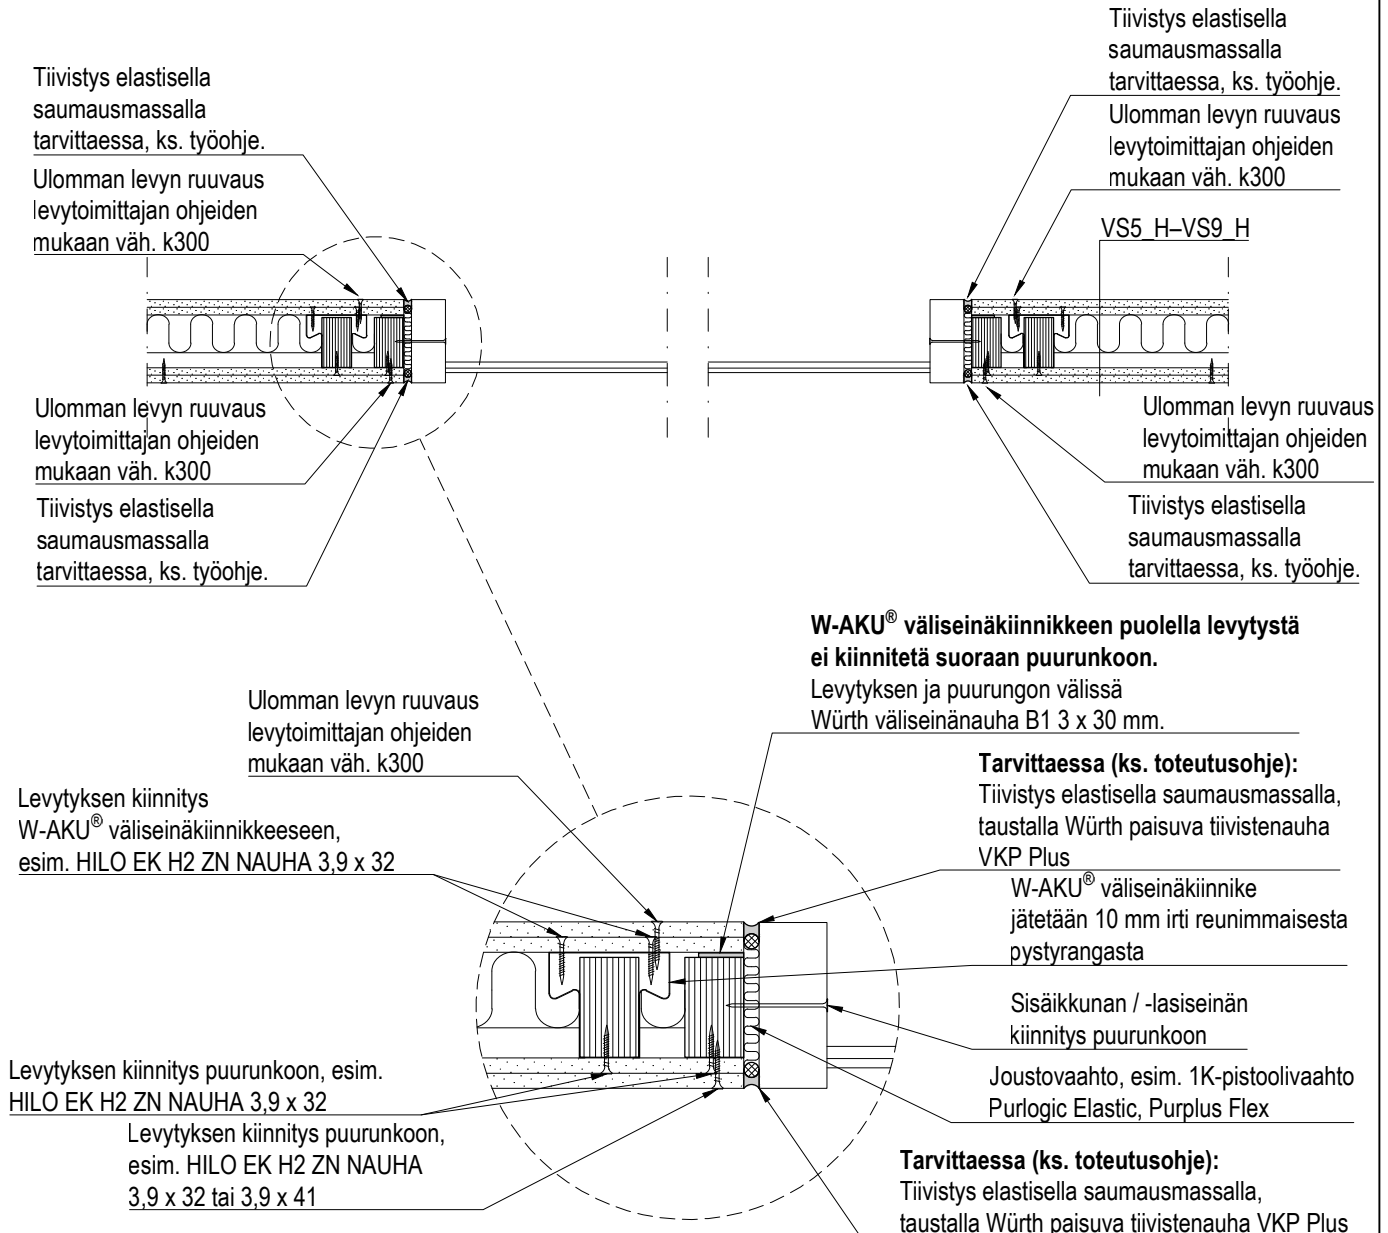 Tiivistys elastisella
saumausmassalla
tarvittaessa, ks. työohje.
Ulomman levyn ruuvaus
levytoimittajan ohjeiden
mukaan väh. k300
Tiivistys elastisella
saumausmassalla
tarvittaessa, ks. työohje.
Ulomman levyn ruuvaus
levytoimittajan ohjeiden
mukaan väh. k300
VS5_H–VS9_H
Ulomman levyn ruuvaus
levytoimittajan ohjeiden
mukaan väh. k300
Tiivistys elastisella
saumausmassalla
tarvittaessa, ks. työohje.
Ulomman levyn ruuvaus
levytoimittajan ohjeiden
mukaan väh. k300
Tiivistys elastisella
saumausmassalla
tarvittaessa, ks. työohje.
W-AKU® väliseinäkiinnikkeen puolella levytystä
ei kiinnitetä suoraan puurunkoon.
Levytyksen ja puurungon välissä
Würth väliseinänauha B1 3 x 30 mm.
Ulomman levyn ruuvaus
levytoimittajan ohjeiden
mukaan väh. k300
Levytyksen kiinnitys
W-AKU® väliseinäkiinnikkeeseen,
esim. HILO EK H2 ZN NAUHA 3,9 x 32
Tarvittaessa (ks. toteutusohje):
Tiivistys elastisella saumausmassalla,
taustalla Würth paisuva tiivistenauha
VKP Plus
W-AKU® väliseinäkiinnike
jätetään 10 mm irti reunimmaisesta
pystyrangasta
Sisäikkunan / -lasiseinän
kiinnitys puurunkoon
Joustovaahto, esim. 1K-pistoolivaahto
Purlogic Elastic, Purplus Flex
Levytyksen kiinnitys puurunkoon, esim.
HILO EK H2 ZN NAUHA 3,9 x 32
Levytyksen kiinnitys puurunkoon,
esim. HILO EK H2 ZN NAUHA
3,9 x 32 tai 3,9 x 41
Tarvittaessa (ks. toteutusohje):
Tiivistys elastisella saumausmassalla,
taustalla Würth paisuva tiivistenauha VKP Plus